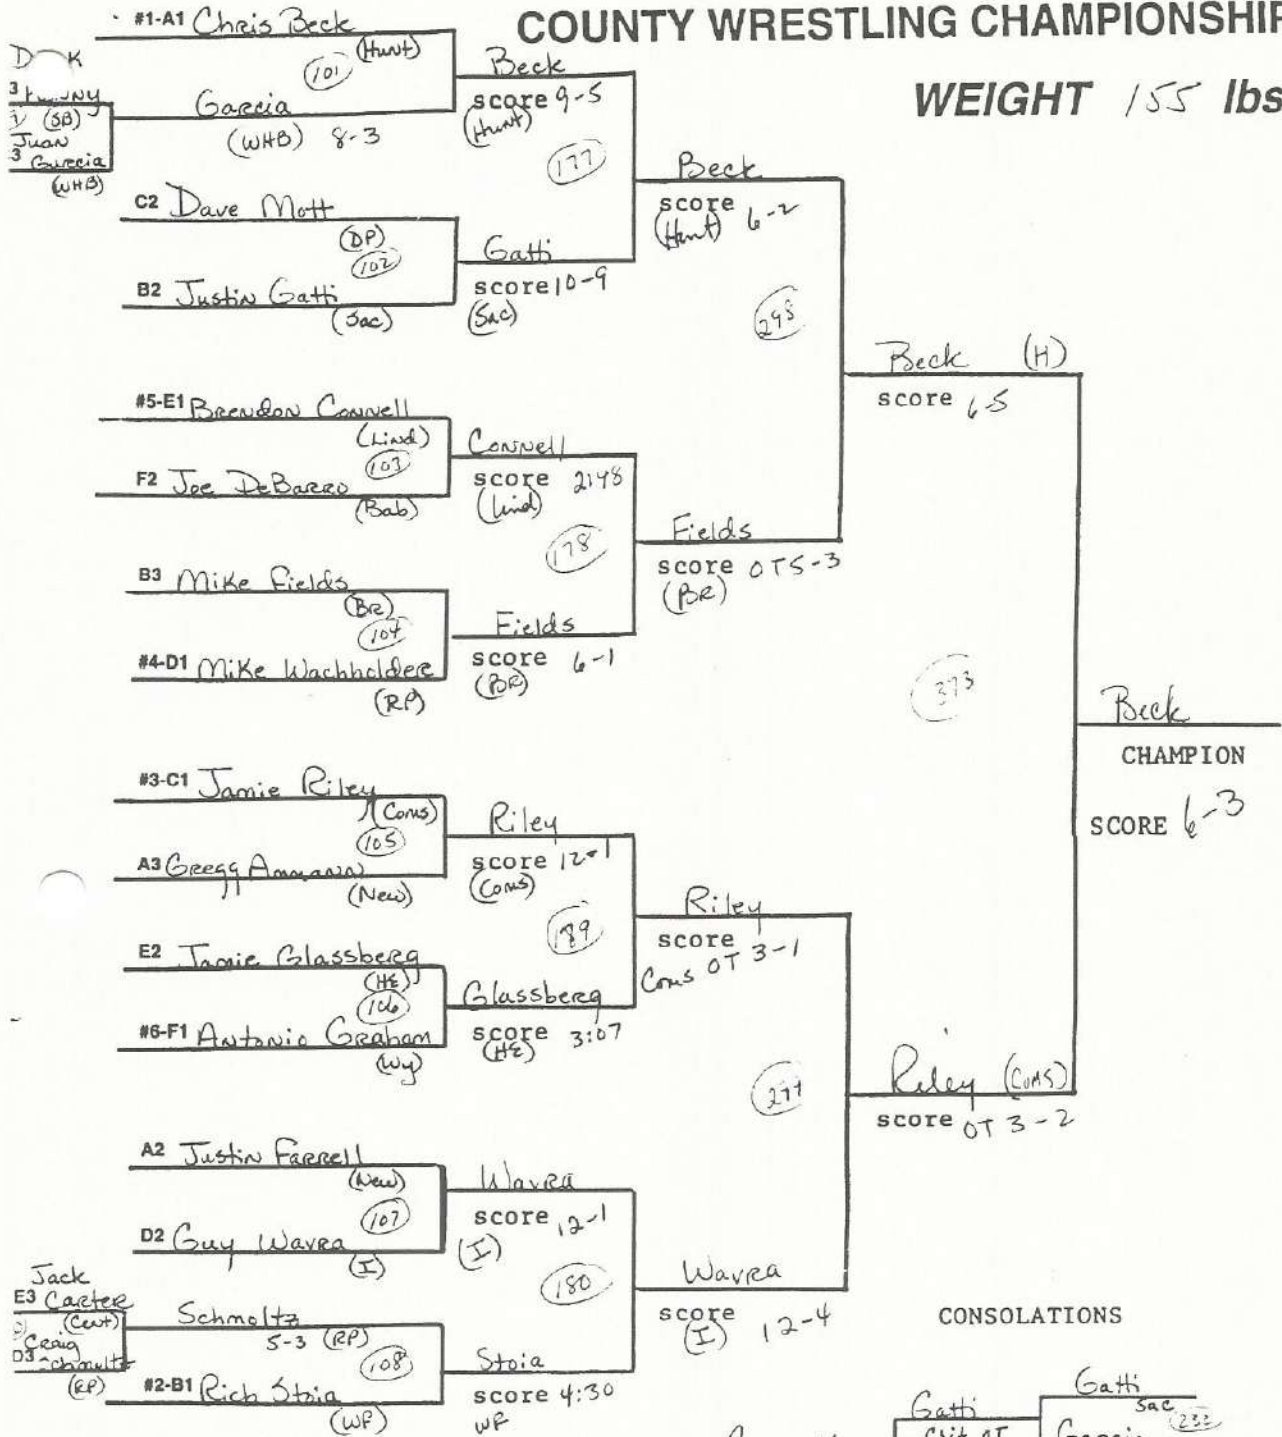 COUNTY WRESTLING CHAMPIONSHIP
WEIGHT 155 lbs
#1-A1 Chris Beck
(Hunt)
101
3
(SB)
Juan
3 Garcia
(WHB)
Garcia
(WHB) 8-3
Beck
score 9-5
(Hunt)
177
C2 Dave Mott
(DP)
102
B2 Justin Gatti
(Sac)
Gatti
score 10-9
(Sac)
Beck
score 6-2
(Hunt)
298
#5-E1 Brendon Connell
(Lind)
103
F2 Joe DeBarro
(Bab)
Connell
score 2:48
(Lind)
178
B3 Mike Fields
(BR)
104
#4-D1 Mike Wachholder
(RP)
Fields
score 6-1
(BR)
Fields
score OT 5-3
(BR)
Beck (H)
score 6-5
373
#3-C1 Jamie Riley
(Coms)
105
A3 Gregg Ammann
(New)
Riley
score 12-1
(Coms)
E2 Jamie Glassberg
(HE)
106
#6-F1 Antonio Graham
(Wy)
Glassberg
score 3:07
(HE)
Riley
score OT 3-1
Coms
A2 Justin Farrell
(New)
107
D2 Guy Wavra
(I)
Wavra
score 12-1
(I)
180
Jack
E3 Carter
(Cent)
Craig
D3 Schmoltz
(RP)
Schmoltz
5-3 (RP)
108
#2-B1 Rich Stoia
(WF)
Stoia
score 4:30
WF
Wavra
score 12-4
(I)
Riley (Coms)
score OT 3-2
Beck
CHAMPION
SCORE 6-3
CONSOLATIONS
Gatti
Gatti
Sac
232